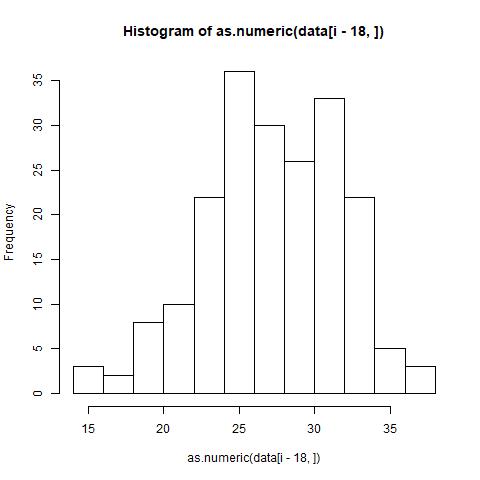 Histogram of as.numeric(data[i - 18, ])
35
30
25
20
15
10
5
0
Frequency
15 20 25 30 35
as.numeric(data[i - 18, ])